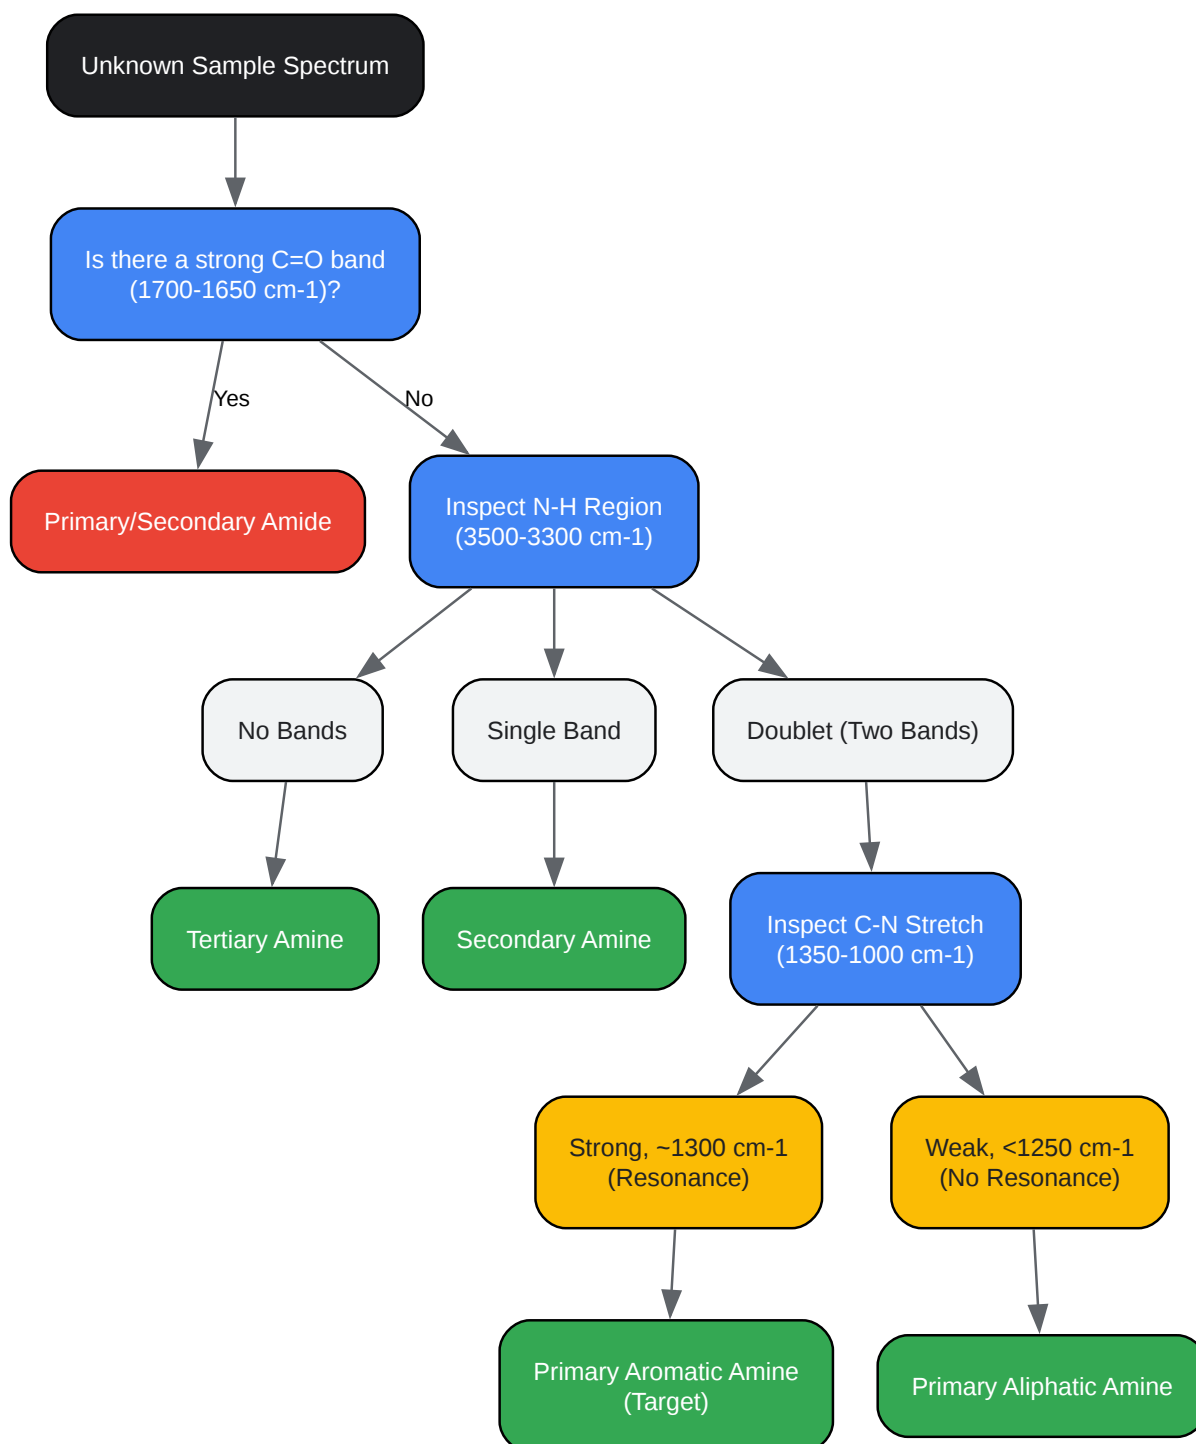 Unknown Sample Spectrum
Is there a strong C=O band
(1700-1650 cm-1)?
Yes
No
Primary/Secondary Amide
Inspect N-H Region
(3500-3300 cm-1)
No Bands
Single Band
Doublet (Two Bands)
Tertiary Amine
Secondary Amine
Inspect C-N Stretch
(1350-1000 cm-1)
Strong, ~1300 cm-1
(Resonance)
Weak, <1250 cm-1
(No Resonance)
Primary Aromatic Amine
(Target)
Primary Aliphatic Amine